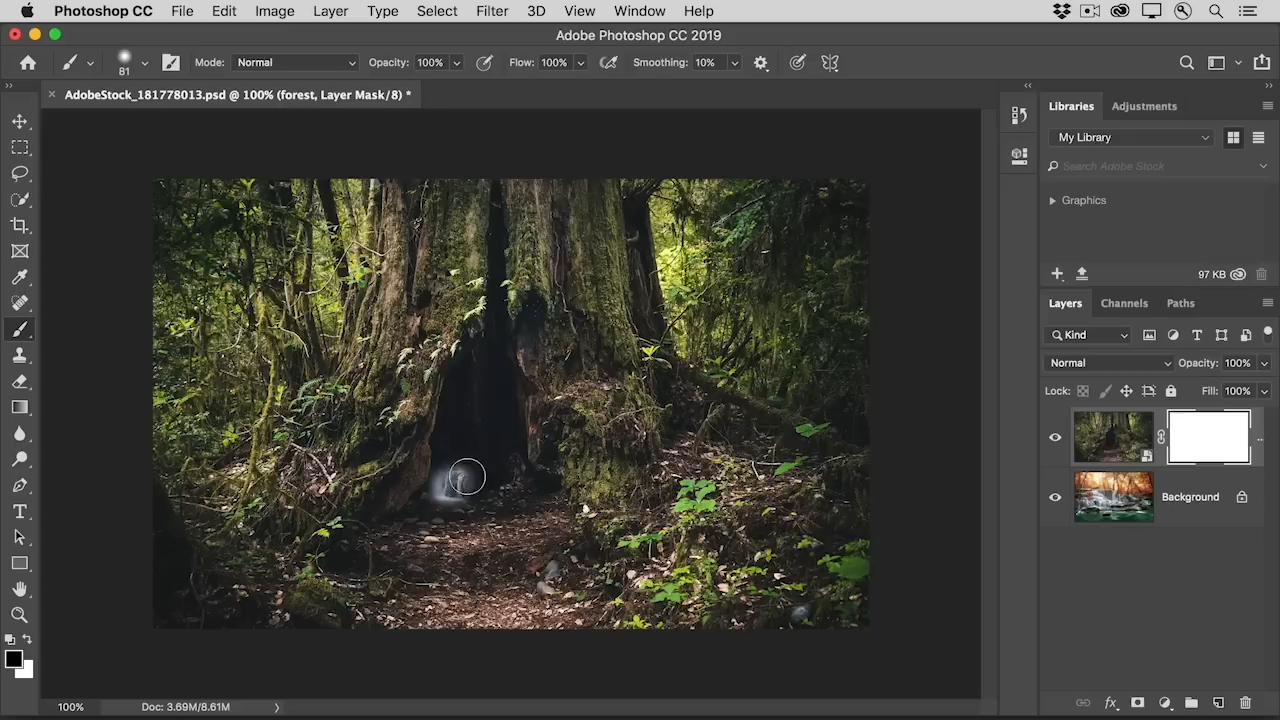 Photoshop CC File Edit Image Layer Type Select Filter 3D View Window Help
Adobe Photoshop CC 2019
81 Mode: Normal Opacity: 100% Flow: 100% Smoothing: 10%
× AdobeStock_181778013.psd @ 100% (forest, Layer Mask/8) *
Libraries Adjustments
My Library
Search Adobe Stock
Graphics
97 KB
Layers Channels Paths
Kind
Normal Opacity: 100%
Lock: Fill: 100%
Background
100% Doc: 3.69M/8.61M